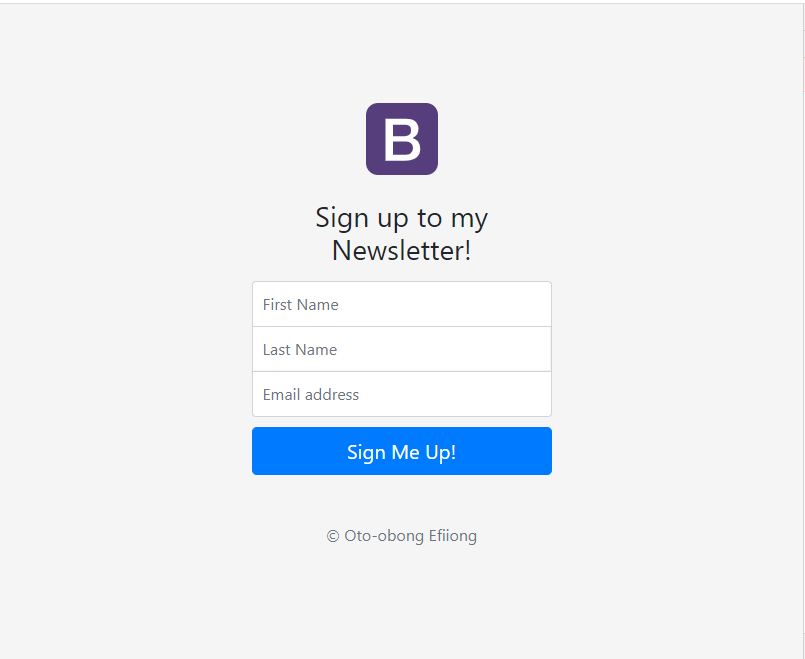 B
Sign up to my
Newsletter!
First Name
Last Name
Email address
Sign Me Up!
© Oto-obong Efiiong